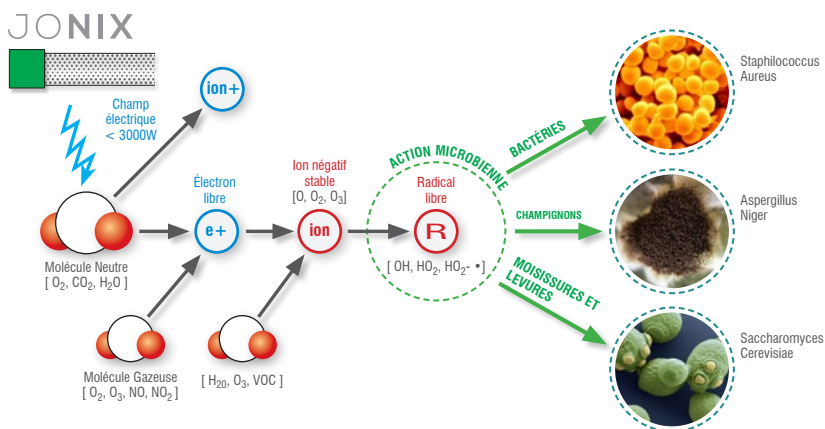 JONIX
Champ
électrique
< 3000W
ion+
Électron
libre
e+
Ion négatif
stable
[O, O₂, O₃]
ion
ACTION MICROBIENNE
Radical
libre
R
[ OH, HO₂, HO₂- •]
Molécule Neutre
[ O₂, CO₂, H₂O ]
Molécule Gazeuse
[ O₂, O₃, NO, NO₂ ]
[ H₂₀, O₃, VOC ]
BACTÉRIES
CHAMPIGNONS
MOISISSURES ET
LEVURES
Staphilococcus
Aureus
Aspergillus
Niger
Saccharomyces
Cerevisiae